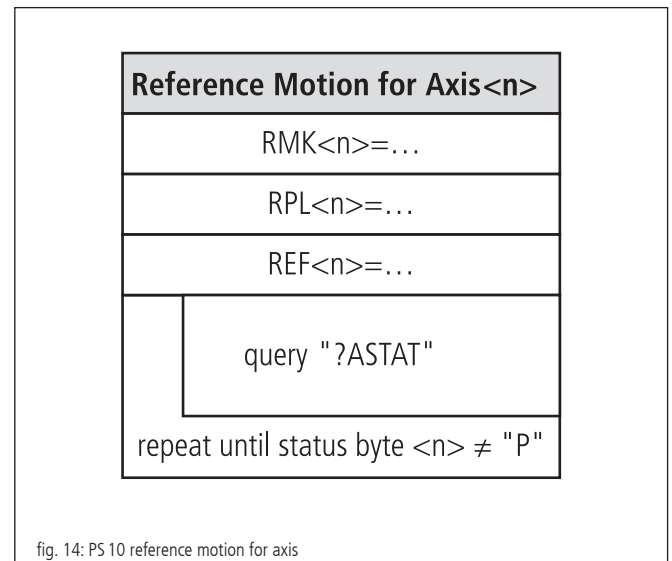 Reference Motion for Axis<n>
RMK<n>=…
RPL<n>=…
REF<n>=…
query "?ASTAT"
repeat until status byte <n> ≠ "P"
fig. 14: PS 10 reference motion for axis